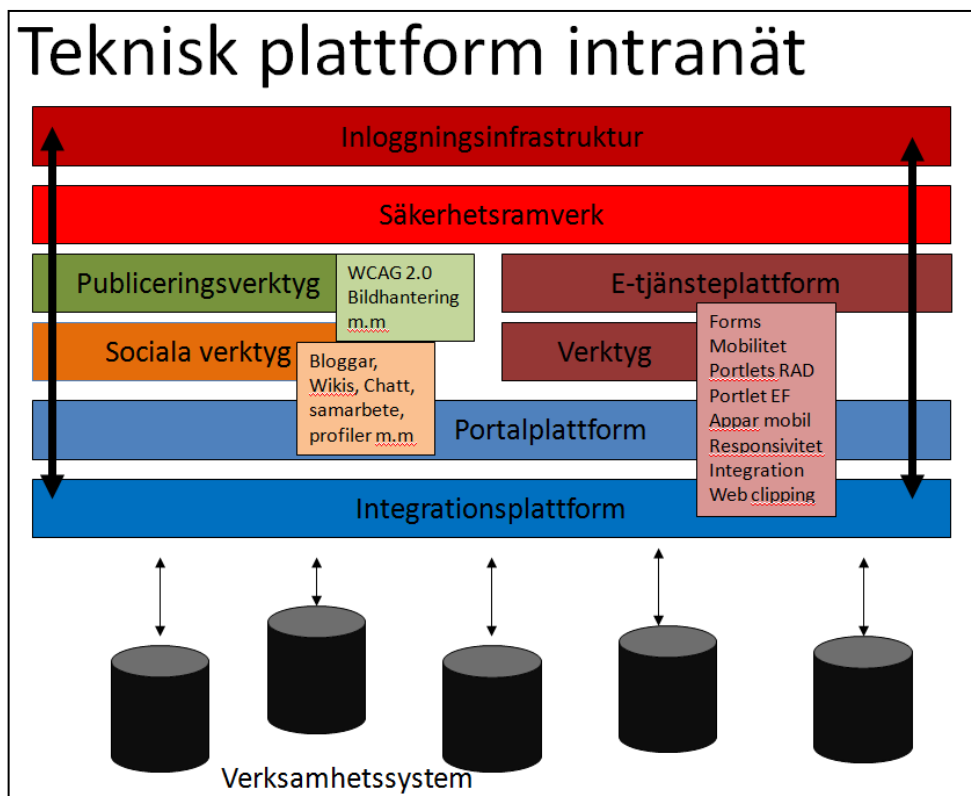 Teknisk plattform intranät
Inloggningsinfrastruktur
Säkerhetsramverk
Publiceringsverktyg
WCAG 2.0
Bildhantering
m.m
E-tjänsteplattform
Sociala verktyg
Bloggar,
Wikis, Chatt,
samarbete,
profiler m.m
Verktyg
Forms
Mobilitet
Portlets RAD
Portlet EF
Appar mobil
Responsivitet
Integration
Web clipping
Portalplattform
Integrationsplattform
Verksamhetssystem